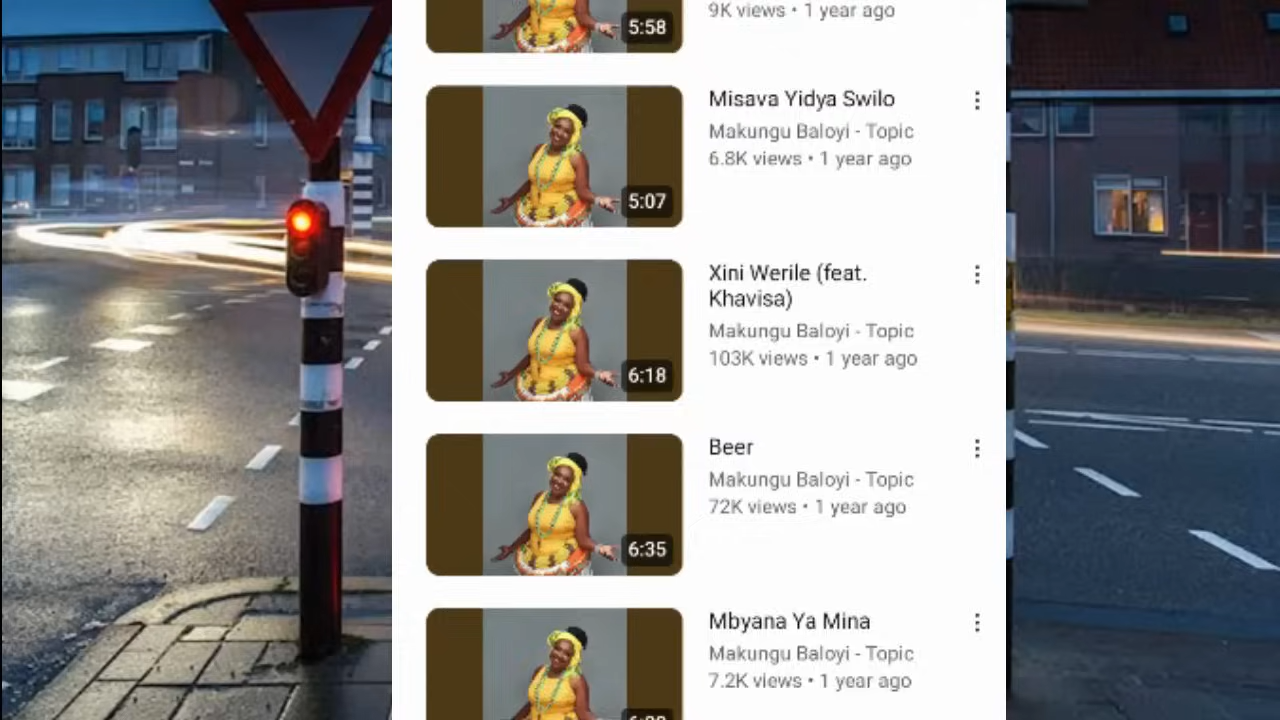 9K views • 1 year ago
5:58
Misava Yidya Swilo
Makungu Baloyi - Topic
6.8K views • 1 year ago
5:07
Xini Werile (feat.
Khavisa)
Makungu Baloyi - Topic
103K views • 1 year ago
6:18
Beer
Makungu Baloyi - Topic
72K views • 1 year ago
6:35
Mbyana Ya Mina
Makungu Baloyi - Topic
7.2K views • 1 year ago